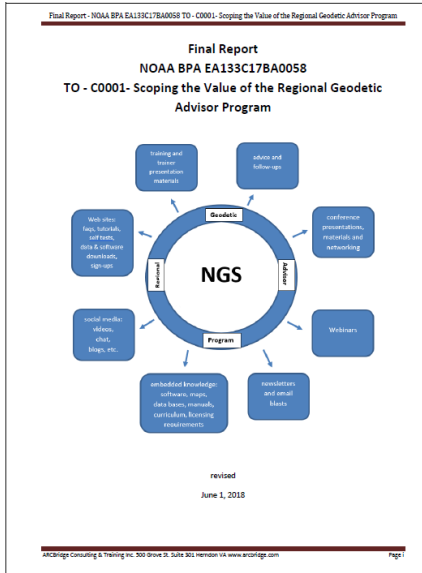 Final Report - NOAA BPA EA133C17BA0058 TO - C0001- Scoping the Value of the Regional Geodetic Advisor Program
Final Report
NOAA BPA EA133C17BA0058
TO - C0001- Scoping the Value of the Regional Geodetic
Advisor Program
training and
trainer
presentation
materials
advice and
follow-ups
Web sites:
faqs, tutorials,
self tests,
data & software
downloads,
sign-ups
Geodetic
conference
presentations,
materials and
networking
Regional
NGS
Advisor
social media:
videos,
chat,
blogs, etc.
Program
Webinars
embedded knowledge:
software, maps,
data bases, manuals,
curriculum, licensing
requirements
newsletters
and email
blasts
revised
June 1, 2018
ARCBridge Consulting & Training Inc. 500 Grove St. Suite 301 Herndon VA www.arcbridge.com
Page i